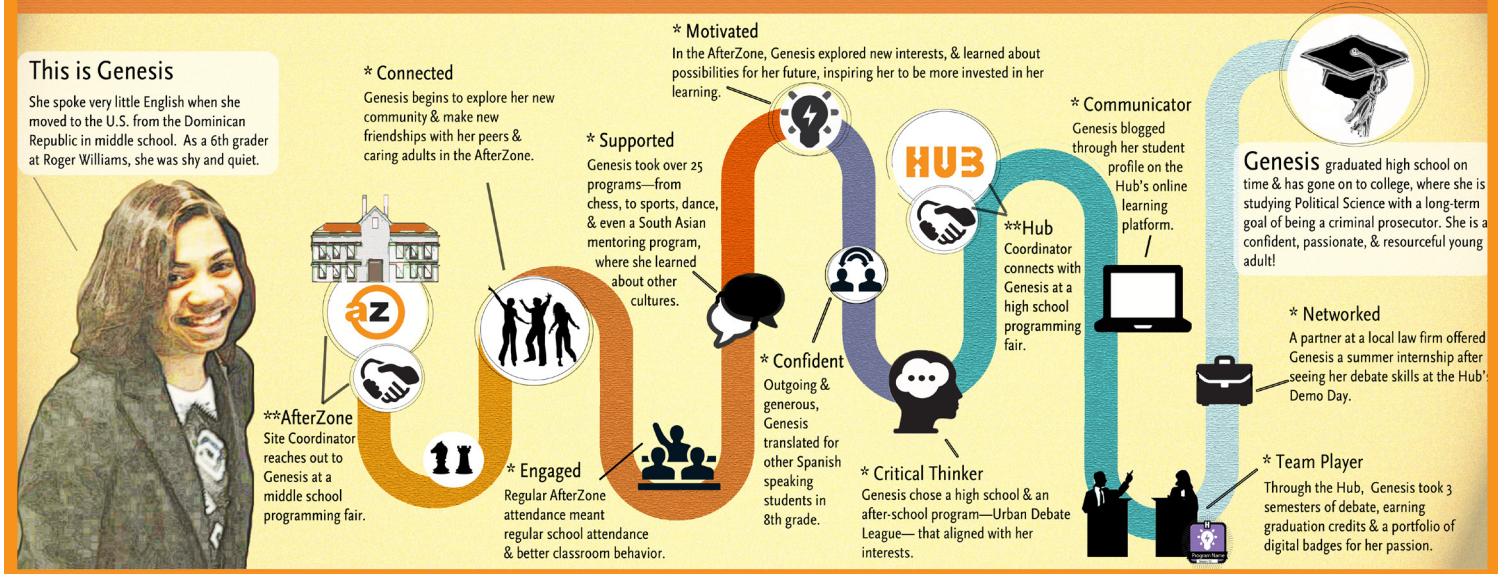 This is Genesis
She spoke very little English when she
moved to the U.S. from the Dominican
Republic in middle school. As a 6th grader
at Roger Williams, she was shy and quiet.
az
**AfterZone
Site Coordinator
reaches out to
Genesis at a
middle school
programming fair.
* Connected
Genesis begins to explore her new
community & make new
friendships with her peers &
caring adults in the AfterZone.
* Engaged
Regular AfterZone
attendance meant
regular school attendance
& better classroom behavior.
* Supported
Genesis took over 25
programs—from
chess, to sports, dance,
& even a South Asian
mentoring program,
where she learned
about other
cultures.
* Motivated
In the AfterZone, Genesis explored new interests, & learned about
possibilities for her future, inspiring her to be more invested in her
learning.
* Confident
Outgoing &
generous,
Genesis
translated for
other Spanish
speaking
students in
8th grade.
* Critical Thinker
Genesis chose a high school & an
after-school program—Urban Debate
League— that aligned with her
interests.
HUB
**Hub
Coordinator
connects with
Genesis at a
high school
programming
fair.
* Communicator
Genesis blogged
through her student
profile on the
Hub's online
learning
platform.
* Team Player
Through the Hub, Genesis took 3
semesters of debate, earning
graduation credits & a portfolio of
digital badges for her passion.
H
Program Name
* Networked
A partner at a local law firm offered
Genesis a summer internship after
seeing her debate skills at the Hub's
Demo Day.
Genesis graduated high school on
time & has gone on to college, where she is
studying Political Science with a long-term
goal of being a criminal prosecutor. She is a
confident, passionate, & resourceful young
adult!